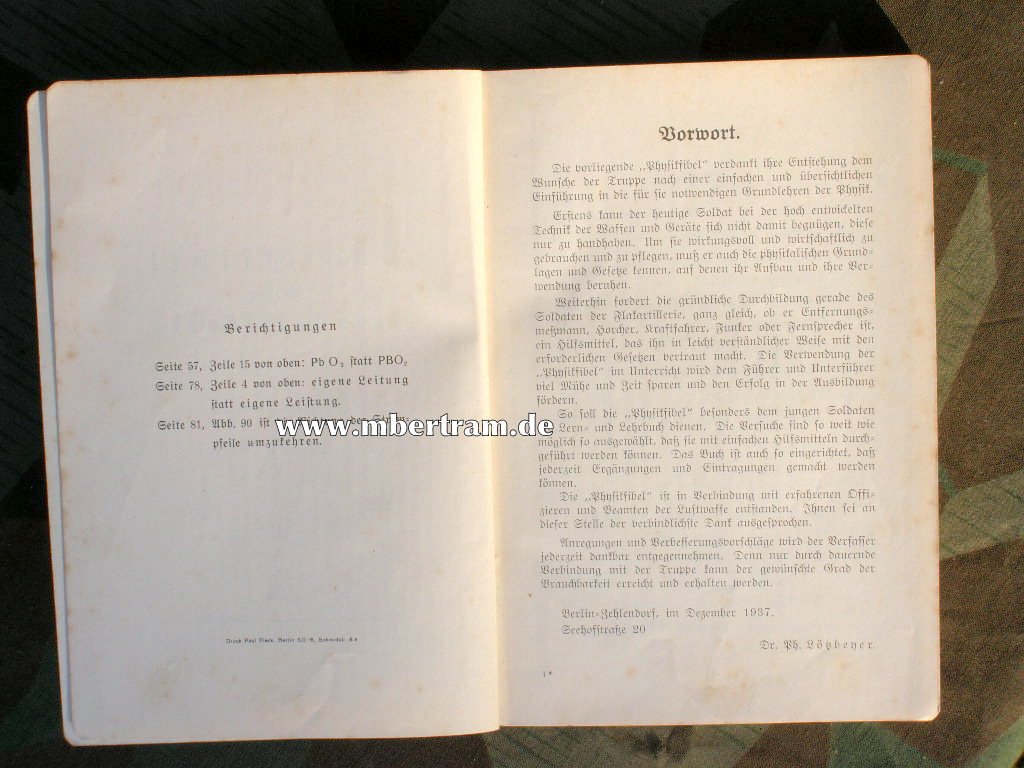 Berichtigungen
Seite 57, Zeile 15 von oben: Pb O₂ statt PBO₂
Seite 78, Zeile 4 von oben: eigene Leitung
statt eigene Leistung.
Seite 81, Abb. 90 ist die Richtung der Strom-
pfeile umzukehren.
Druck Paul Fleck, Berlin SO
www.mbertram.de
Vorwort.
Die vorliegende „Physikfibel" verdankt ihre Entstehung dem
Wunsche der Truppe nach einer einfachen und übersichtlichen
Einführung in die für sie notwendigen Grundlehren der Physik.
Erstens kann der heutige Soldat bei der hoch entwickelten
Technik der Waffen und Geräte sich nicht damit begnügen, diese
nur zu handhaben. Um sie wirkungsvoll und wirtschaftlich zu
gebrauchen und zu pflegen, muß er auch die physikalischen Grund-
lagen und Gesetze kennen, auf denen ihr Aufbau und ihre Ver-
wendung beruhen.
Weiterhin fordert die gründliche Durchbildung gerade des
Soldaten der Flakartillerie, ganz gleich, ob er Entfernungs-
meßmann, Horcher, Kraftfahrer, Funker oder Fernsprecher ist,
ein Hilfsmittel, das ihn in leicht verständlicher Weise mit den
erforderlichen Gesetzen vertraut macht. Die Verwendung der
„Physikfibel" im Unterricht wird dem Führer und Unterführer
viel Mühe und Zeit sparen und den Erfolg in der Ausbildung
fördern.
So soll die „Physikfibel" besonders dem jungen Soldaten
Lern- und Lehrbuch dienen. Die Versuche sind so weit wie
möglich so ausgewählt, daß sie mit einfachen Hilfsmitteln durch-
geführt werden können. Das Buch ist auch so eingerichtet, daß
jederzeit Ergänzungen und Eintragungen gemacht werden
können.
Die „Physikfibel" ist in Verbindung mit erfahrenen Offi-
zieren und Beamten der Luftwaffe entstanden. Ihnen sei an
dieser Stelle der verbindlichste Dank ausgesprochen.
Anregungen und Verbesserungsvorschläge wird der Verfasser
jederzeit dankbar entgegennehmen. Denn nur durch dauernde
Verbindung mit der Truppe kann der gewünschte Grad der
Brauchbarkeit erreicht und erhalten werden.
Berlin-Zehlendorf, im Dezember 1937.
Seehofstraße 20
Dr. Ph. Lötzbeyer.
1*